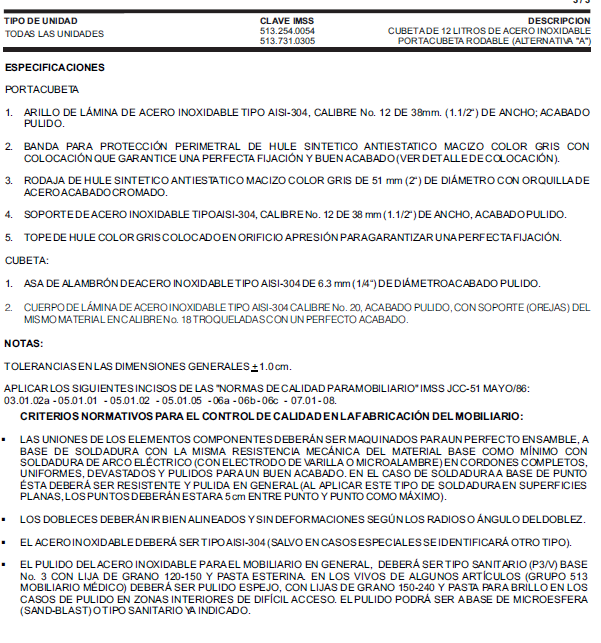 3 / 3
TIPO DE UNIDAD CLAVE IMSS DESCRIPCION
TODAS LAS UNIDADES 513.254.0054 CUBETA DE 12 LITROS DE ACERO INOXIDABLE
513.731.0305 PORTACUBETA RODABLE (ALTERNATIVA "A")
ESPECIFICACIONES
PORTACUBETA
1. ARILLO DE LÁMINA DE ACERO INOXIDABLE TIPO AISI-304, CALIBRE No. 12 DE 38mm. (1.1/2") DE ANCHO; ACABADO
PULIDO.
2. BANDA PARA PROTECCIÓN PERIMETRAL DE HULE SINTETICO ANTIESTATICO MACIZO COLOR GRIS CON
COLOCACIÓN QUE GARANTICE UNA PERFECTA FIJACIÓN Y BUEN ACABADO (VER DETALLE DE COLOCACIÓN).
3. RODAJA DE HULE SINTETICO ANTIESTATICO MACIZO COLOR GRIS DE 51 mm (2") DE DIÁMETRO CON ORQUILLA DE
ACERO ACABADO CROMADO.
4. SOPORTE DE ACERO INOXIDABLE TIPO AISI-304, CALIBRE No. 12 DE 38 mm (1.1/2") DE ANCHO, ACABADO PULIDO.
5. TOPE DE HULE COLOR GRIS COLOCADO EN ORIFICIO A PRESIÓN PARA GARANTIZAR UNA PERFECTA FIJACIÓN.
CUBETA:
1. ASA DE ALAMBRÓN DE ACERO INOXIDABLE TIPO AISI-304 DE 6.3 mm (1/4") DE DIÁMETRO ACABADO PULIDO.
2. CUERPO DE LÁMINA DE ACERO INOXIDABLE TIPO AISI-304 CALIBRE No. 20, ACABADO PULIDO, CON SOPORTE (OREJAS) DEL
MISMO MATERIAL EN CALIBRE No. 18 TROQUELADAS CON UN PERFECTO ACABADO.
NOTAS:
TOLERANCIAS EN LAS DIMENSIONES GENERALES ± 1.0 cm.
APLICAR LOS SIGUIENTES INCISOS DE LAS "NORMAS DE CALIDAD PARA MOBILIARIO" IMSS JCC-51 MAYO/86:
03.01.02a - 05.01.01 - 05.01.02 - 05.01.05 - 06a - 06b - 06c - 07.01 - 08.
CRITERIOS NORMATIVOS PARA EL CONTROL DE CALIDAD EN LA FABRICACIÓN DEL MOBILIARIO:
▪ LAS UNIONES DE LOS ELEMENTOS COMPONENTES DEBERÁN SER MAQUINADOS PARA UN PERFECTO ENSAMBLE, A
BASE DE SOLDADURA CON LA MISMA RESISTENCIA MECÁNICA DEL MATERIAL BASE COMO MÍNIMO CON
SOLDADURA DE ARCO ELÉCTRICO (CON ELECTRODO DE VARILLA O MICROALAMBRE) EN CORDONES COMPLETOS,
UNIFORMES, DEVASTADOS Y PULIDOS PARA UN BUEN ACABADO. EN EL CASO DE SOLDADURA A BASE DE PUNTO
ÉSTA DEBERÁ SER RESISTENTE Y PULIDA EN GENERAL (AL APLICAR ESTE TIPO DE SOLDADURA EN SUPERFICIES
PLANAS, LOS PUNTOS DEBERÁN ESTAR A 5 cm ENTRE PUNTO Y PUNTO COMO MÁXIMO).
▪ LOS DOBLECES DEBERÁN IR BIEN ALINEADOS Y SIN DEFORMACIONES SEGÚN LOS RADIOS O ÁNGULO DEL DOBLEZ.
▪ EL ACERO INOXIDABLE DEBERÁ SER TIPO AISI-304 (SALVO EN CASOS ESPECIALES SE IDENTIFICARÁ OTRO TIPO).
▪ EL PULIDO DEL ACERO INOXIDABLE PARA EL MOBILIARIO EN GENERAL, DEBERÁ SER TIPO SANITARIO (P3/V) BASE
No. 3 CON LIJA DE GRANO 120-150 Y PASTA ESTERINA. EN LOS VIVOS DE ALGUNOS ARTÍCULOS (GRUPO 513
MOBILIARIO MÉDICO) DEBERÁ SER PULIDO ESPEJO, CON LIJAS DE GRANO 150-240 Y PASTA PARA BRILLO EN LOS
CASOS DE PULIDO EN ZONAS INTERIORES DE DIFÍCIL ACCESO. EL PULIDO PODRÁ SER A BASE DE MICROESFERA
(SAND-BLAST) O TIPO SANITARIO YA INDICADO.